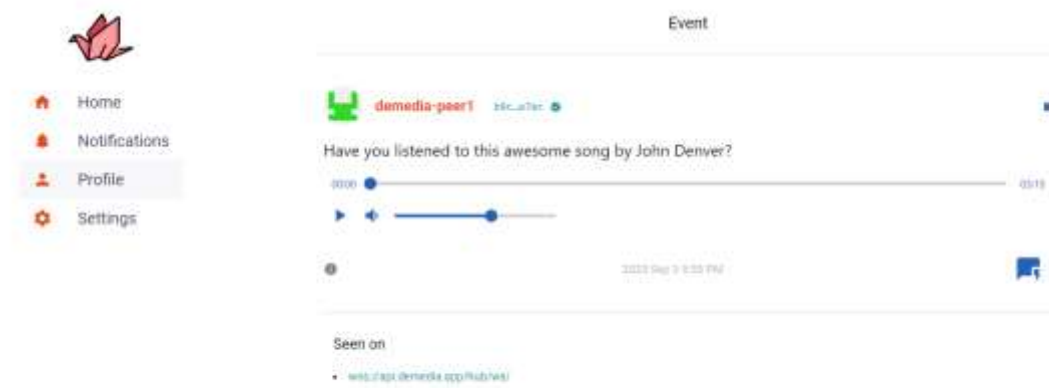 Event
Home
Notifications
Profile
Settings
demedia-peer1
Have you listened to this awesome song by John Denver?
00:00
Seen on